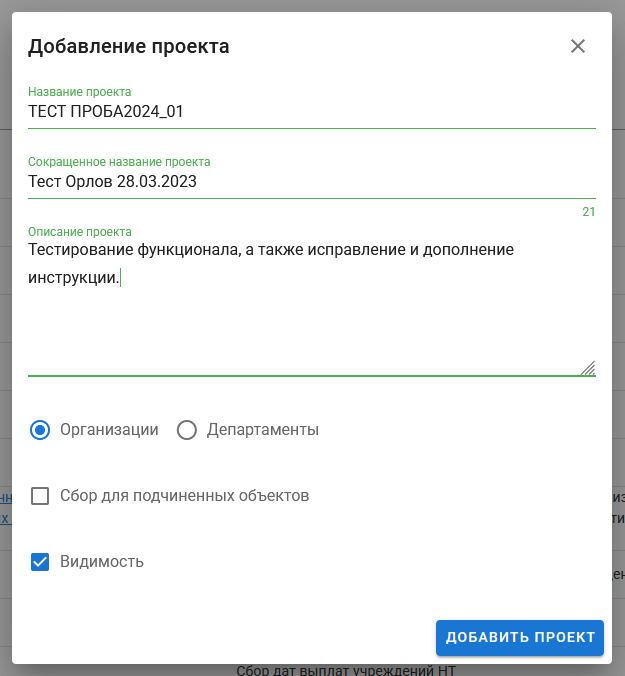 Добавление проекта
Название проекта
ТЕСТ ПРОБА2024_01
Сокращенное название проекта
Тест Орлов 28.03.2023
21
Описание проекта
Тестирование функционала, а также исправление и дополнение
инструкции.
Организации
Департаменты
Сбор для подчиненных объектов
Видимость
ДОБАВИТЬ ПРОЕКТ
Сбор дат выплат учреждений НТ